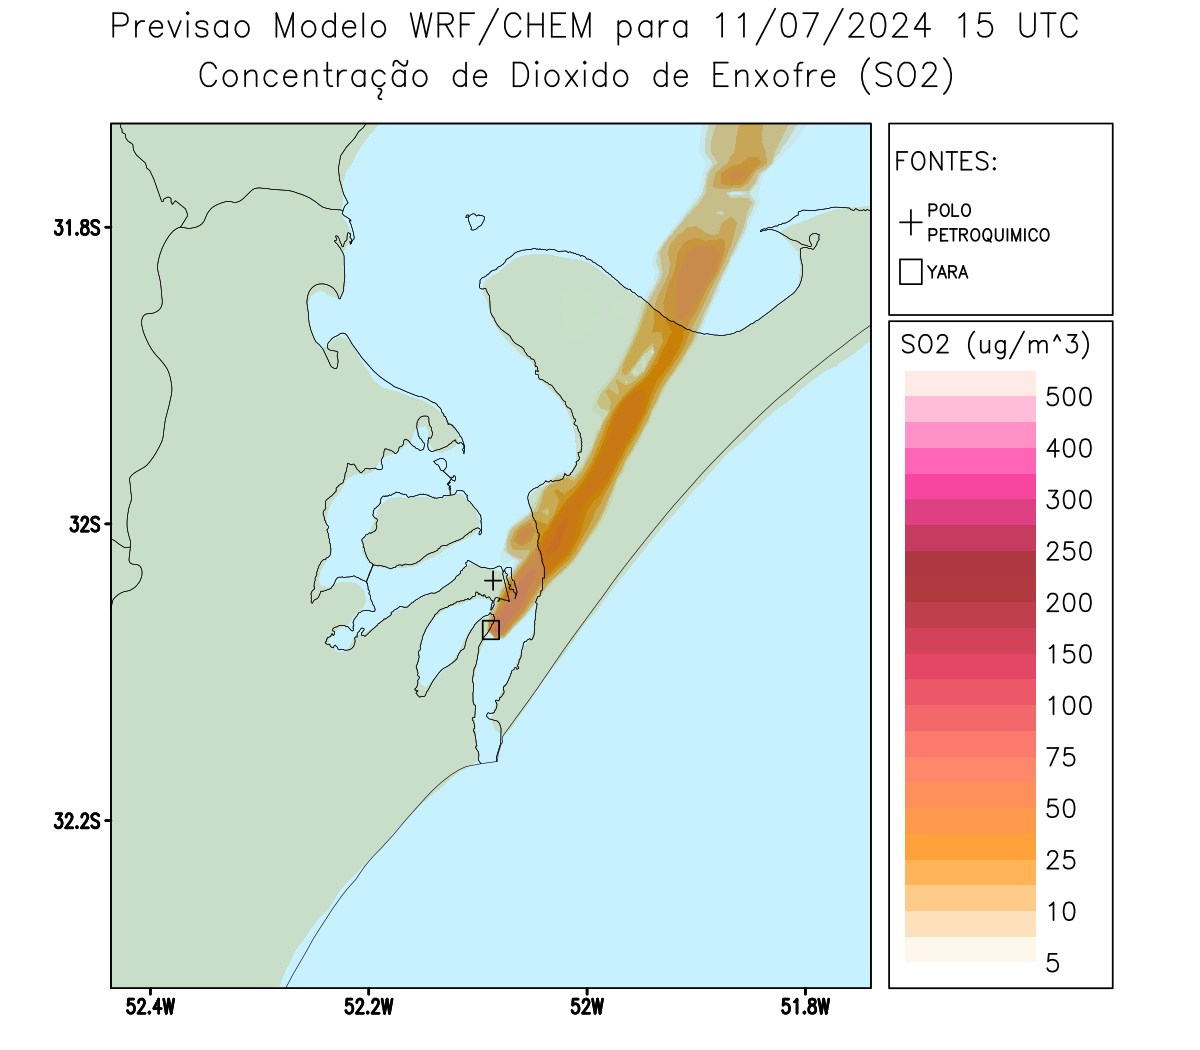 Previsao Modelo WRF/CHEM para 11/07/2024 15 UTC
Concentração de Dioxido de Enxofre (SO2)
FONTES:
POLO
PETROQUIMICO
YARA
SO2 (ug/m^3)
500
400
300
250
200
150
100
75
50
25
10
5
31.8S
32S
32.2S
52.4W
52.2W
52W
51.8W